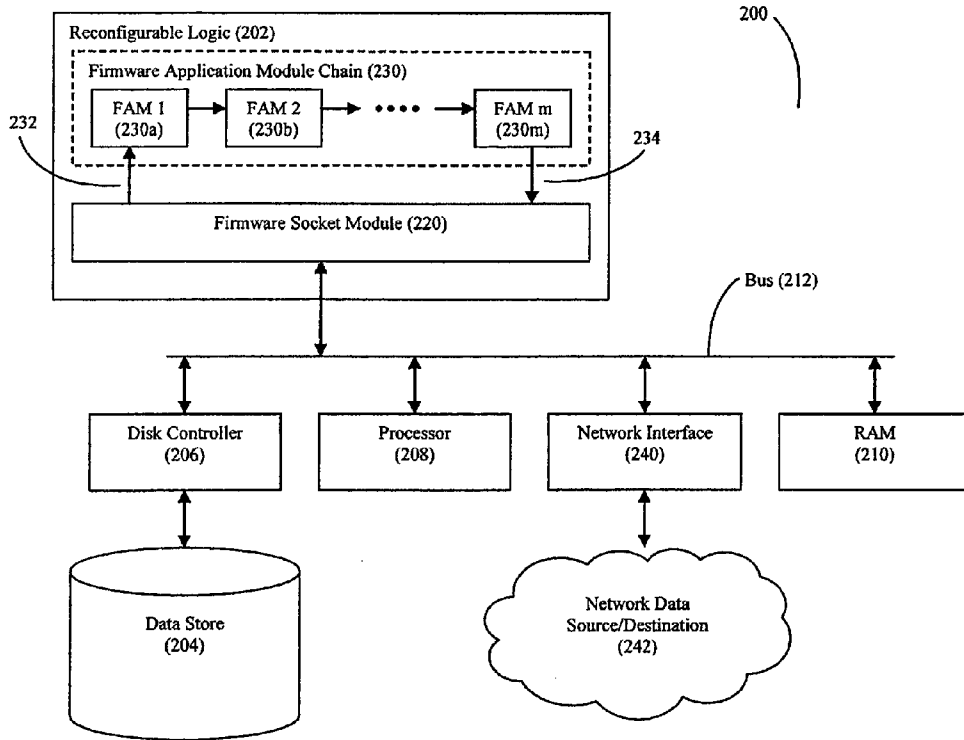 200
Reconfigurable Logic (202)
Firmware Application Module Chain (230)
FAM 1
(230a)
FAM 2
(230b)
FAM m
(230m)
232
234
Firmware Socket Module (220)
Bus (212)
Disk Controller
(206)
Processor
(208)
Network Interface
(240)
RAM
(210)
Data Store
(204)
Network Data
Source/Destination
(242)